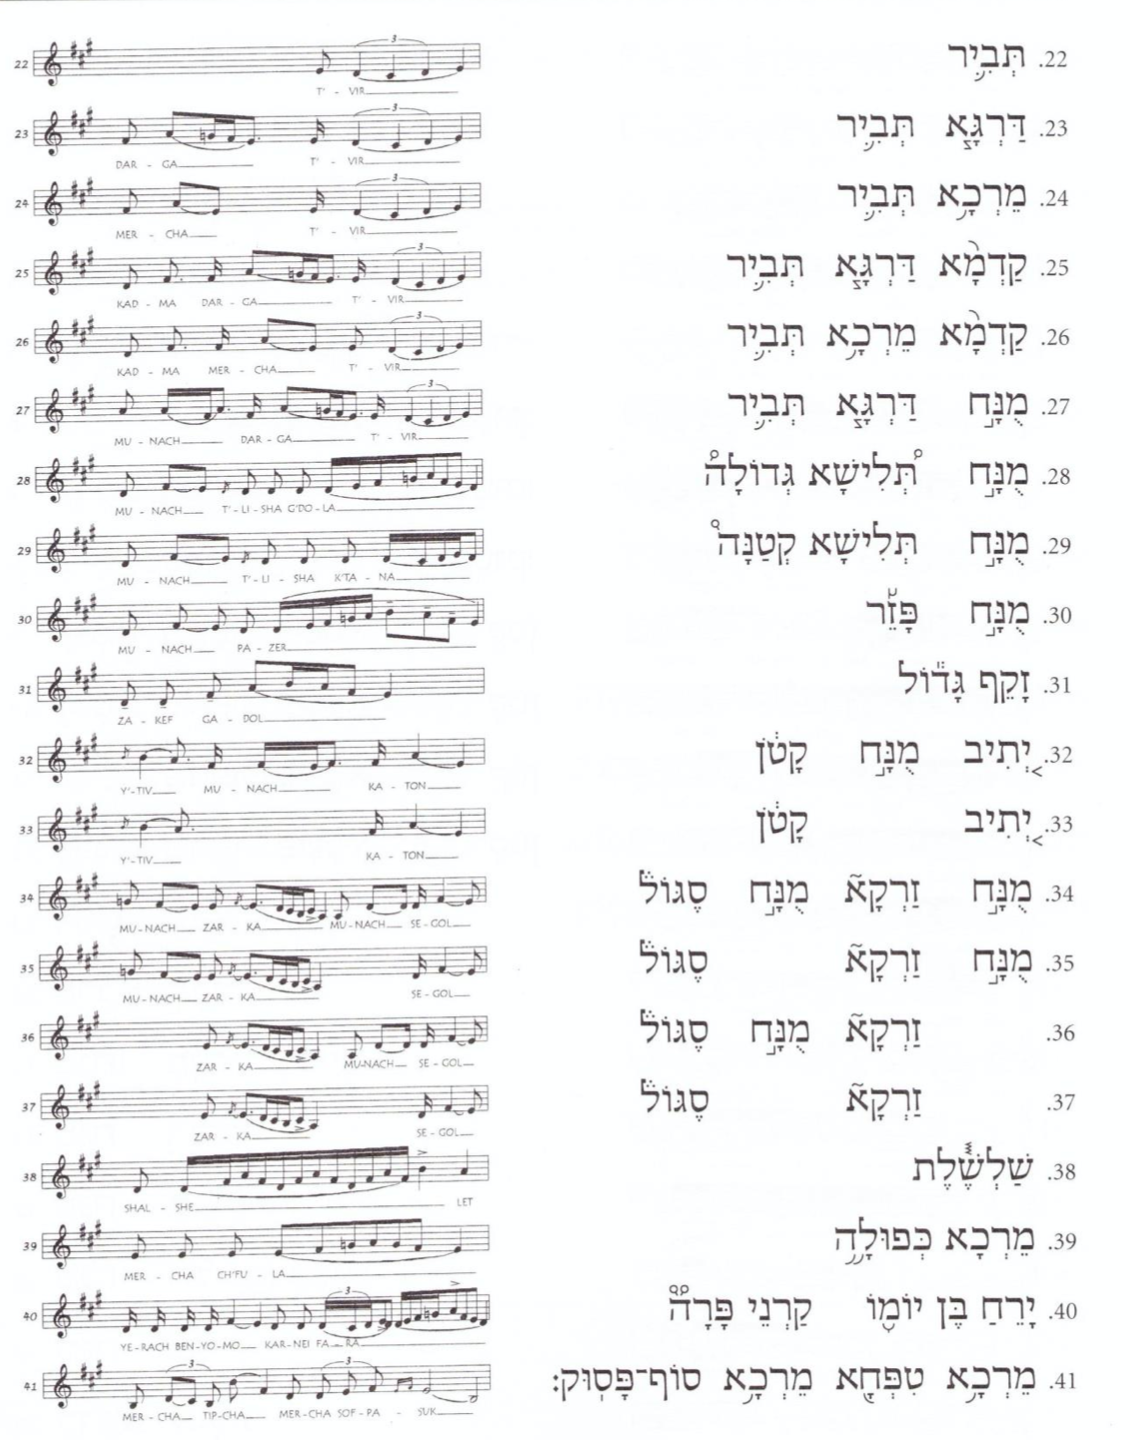 22 T' - VIR 22. תְּבִ֛יר
23 DAR - GA T' - VIR 23. דַּרְגָּ֧א תְּבִ֛יר
24 MER - CHA T' - VIR 24. מֵרְכָ֥א תְּבִ֛יר
25 KAD - MA DAR - GA T' - VIR 25. קַדְמָ֨א דַּרְגָּ֧א תְּבִ֛יר
26 KAD - MA MER - CHA T' - VIR 26. קַדְמָ֨א מֵרְכָ֥א תְּבִ֛יר
27 MU - NACH DAR - GA T' - VIR 27. מֻנַּ֣ח דַּרְגָּ֧א תְּבִ֛יר
28 MU - NACH T' - LI - SHA G'DO - LA 28. מֻנַּ֣ח תְּ֠לִישָׁא גְּדוֹלָה֩
29 MU - NACH T' - LI - SHA K'TA - NA 29. מֻנַּ֣ח תְּלִישָׁא קְטַנָּה֩
30 MU - NACH PA - ZER 30. מֻנַּ֣ח פָּזֵ֡ר
31 ZA - KEF GA - DOL 31. זָקֵף גָּד֕וֹל
32 Y' - TIV MU - NACH KA - TON 32. יְ֚תִיב מֻנַּ֣ח קָטֹ֔ן
33 Y' - TIV KA - TON 33. יְ֚תִיב קָטֹ֔ן
34 MU - NACH ZAR - KA MU - NACH SE - GOL 34. מֻנַּ֣ח זַרְקָא֘ מֻנַּ֣ח סֶגּוֹל֒
35 MU - NACH ZAR - KA SE - GOL 35. מֻנַּ֣ח זַרְקָא֘ סֶגּוֹל֒
36 ZAR - KA MU-NACH SE - GOL 36. זַרְקָא֘ מֻנַּ֣ח סֶגּוֹל֒
37 ZAR - KA SE - GOL 37. זַרְקָא֘ סֶגּוֹל֒
38 SHAL - SHE LET 38. שַׁלְשֶׁ֓לֶת
39 MER - CHA CH'FU - LA 39. מֵרְכָא כְּפוּלָ֦ה
40 YE - RACH BEN - YO - MO KAR - NEI FA - RA 40. יָרֵחַ בֶּן יוֹמ֪וֹ קַרְנֵי פָּרָה֟
41 MER - CHA TIP-CHA MER - CHA SOF - PA - SUK 41. מֵרְכָ֥א טִפְּחָ֖א מֵרְכָ֥א סוֹף־פָּסֽוּק׃